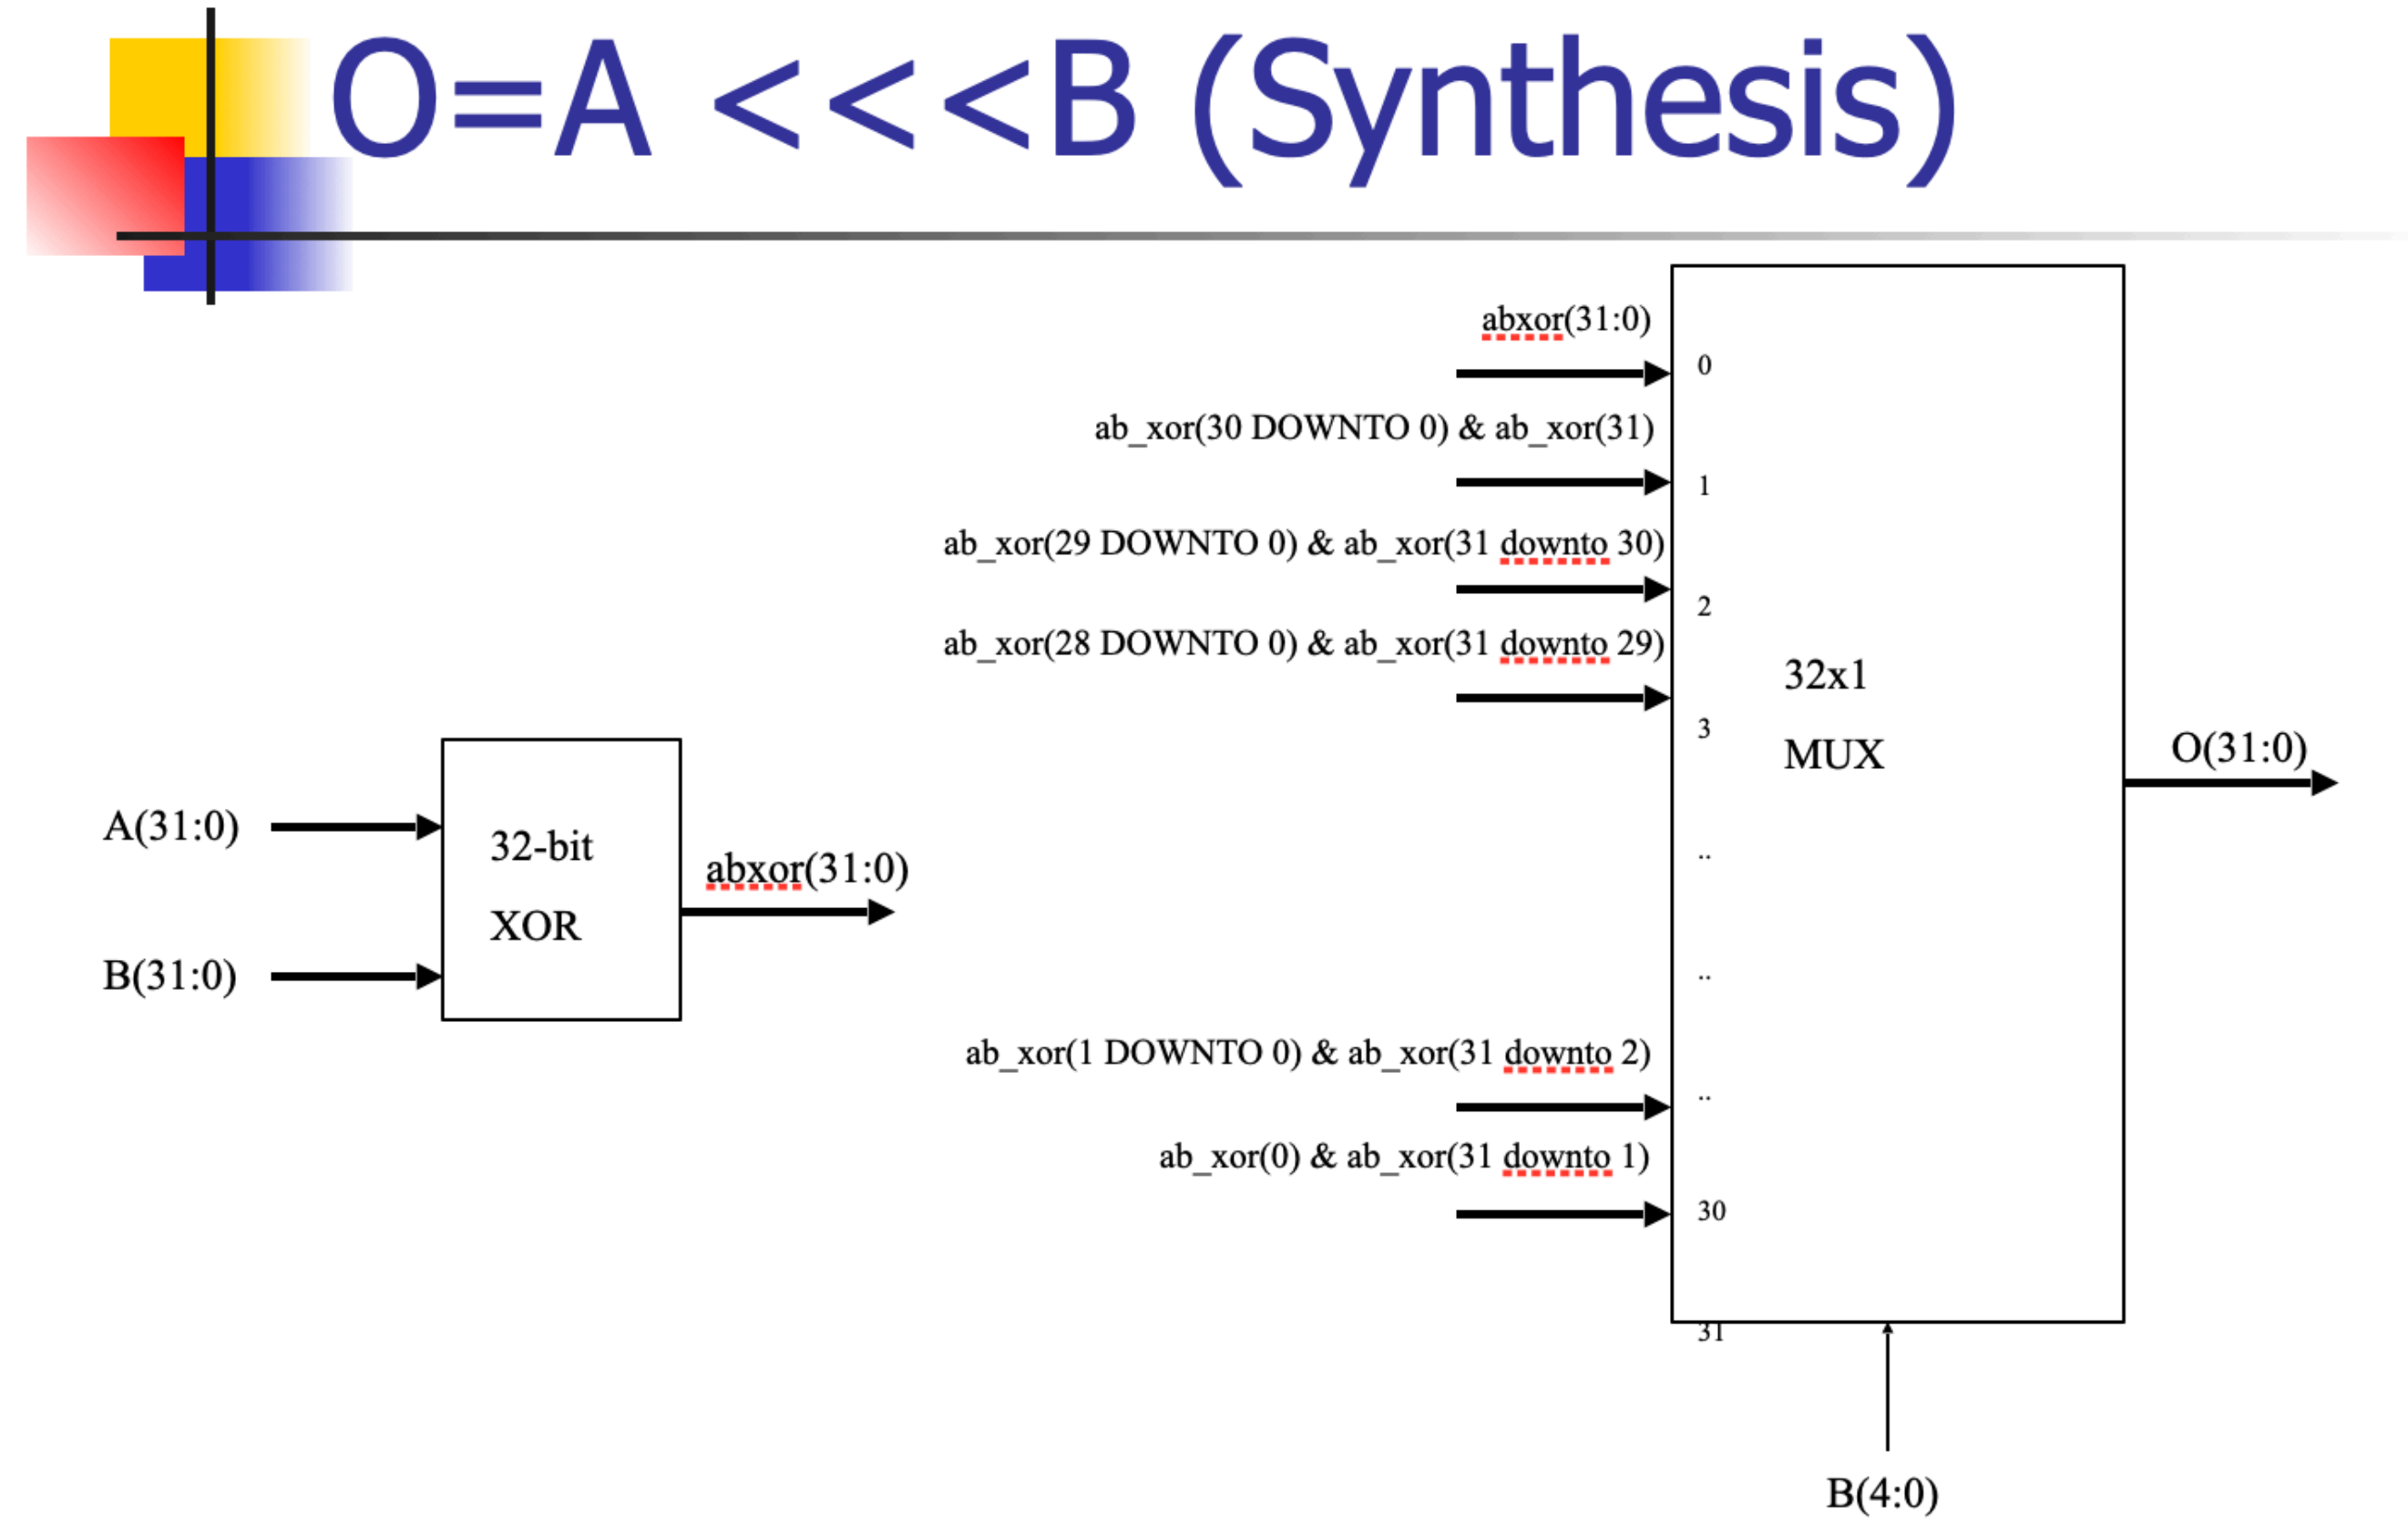 O=A <<<B (Synthesis)
abxor(31:0)
0
ab_xor(30 DOWNTO 0) & ab_xor(31)
1
ab_xor(29 DOWNTO 0) & ab_xor(31 downto 30)
2
ab_xor(28 DOWNTO 0) & ab_xor(31 downto 29)
3
32x1
MUX
O(31:0)
A(31:0)
32-bit
XOR
abxor(31:0)
B(31:0)
..
..
ab_xor(1 DOWNTO 0) & ab_xor(31 downto 2)
..
ab_xor(0) & ab_xor(31 downto 1)
30
31
B(4:0)